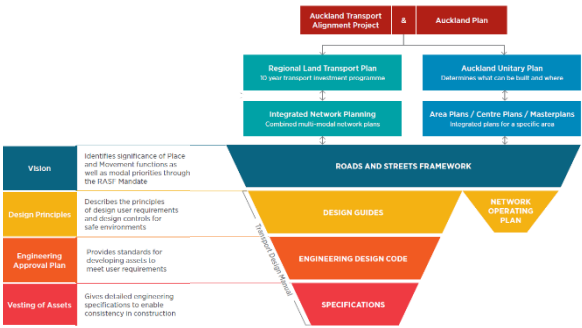 Auckland Transport
Alignment Project
&
Auckland Plan
Regional Land Transport Plan
10 year transport investment programme
Auckland Unitary Plan
Determines what can be built and where
Integrated Network Planning
Combined multi-modal network plans
Area Plans / Centre Plans / Masterplans
Integrated plans for a specific area
Vision
Identifies significance of Place
and Movement functions as
well as modal priorities through
the RASF Mandate
ROADS AND STREETS FRAMEWORK
Design Principles
Describes the principles
of design user requirements
and design controls for
safe environments
DESIGN GUIDES
NETWORK
OPERATING
PLAN
Transport Design Manual
Engineering
Approval Plan
Provides standards for
developing assets to
meet user requirements
ENGINEERING DESIGN CODE
Vesting of Assets
Gives detailed engineering
specifications to enable
consistency in construction
SPECIFICATIONS